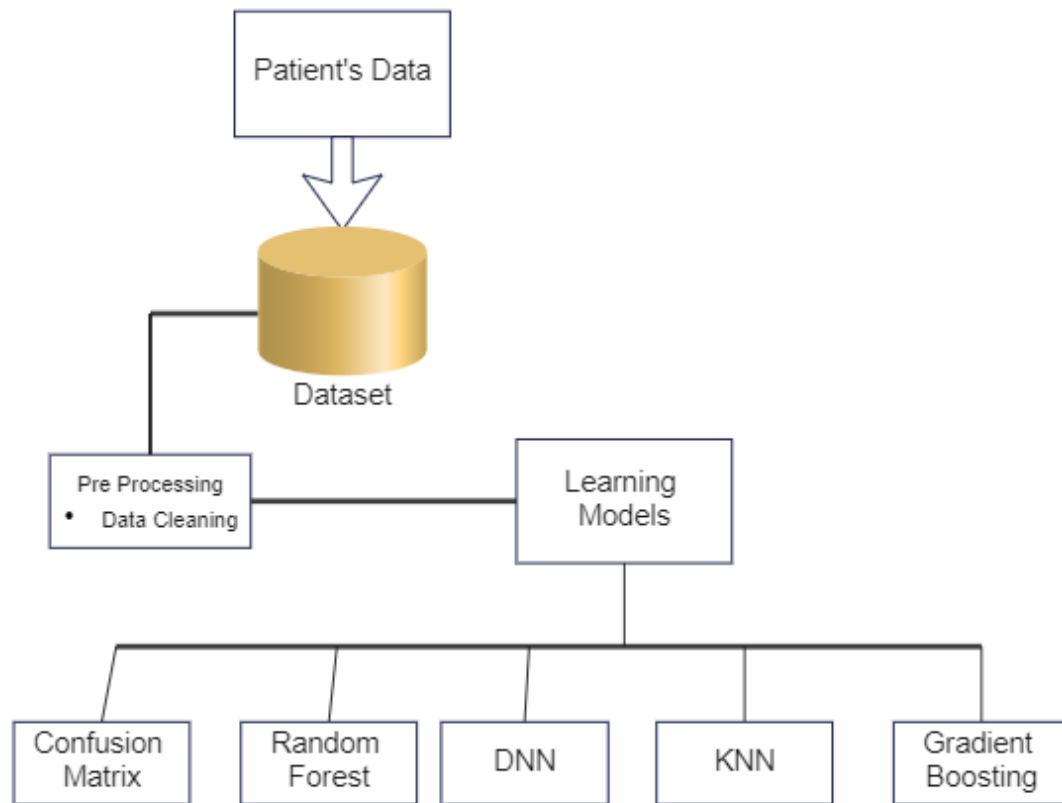 Patient's Data
Dataset
Pre Processing
• Data Cleaning
Learning
Models
Confusion
Matrix
Random
Forest
DNN
KNN
Gradient
Boosting